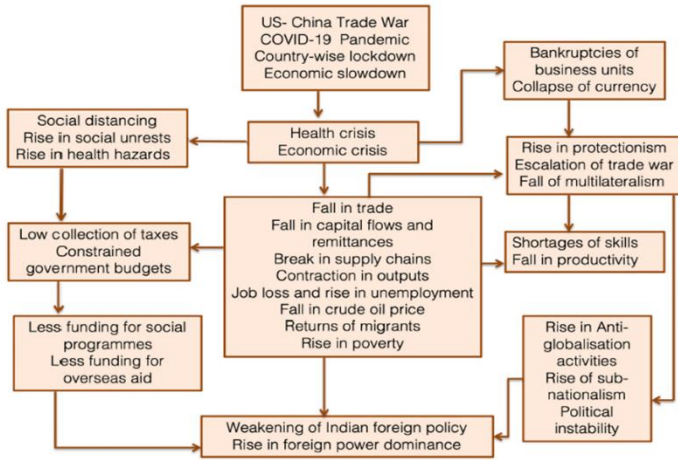 US- China Trade War
COVID-19 Pandemic
Country-wise lockdown
Economic slowdown
Bankruptcies of
business units
Collapse of currency
Social distancing
Rise in social unrests
Rise in health hazards
Health crisis
Economic crisis
Rise in protectionism
Escalation of trade war
Fall of multilateralism
Low collection of taxes
Constrained
government budgets
Fall in trade
Fall in capital flows and
remittances
Break in supply chains
Contraction in outputs
Job loss and rise in unemployment
Fall in crude oil price
Returns of migrants
Rise in poverty
Shortages of skills
Fall in productivity
Less funding for social
programmes
Less funding for
overseas aid
Rise in Anti-
globalisation
activities
Rise of sub-
nationalism
Political
instability
Weakening of Indian foreign policy
Rise in foreign power dominance